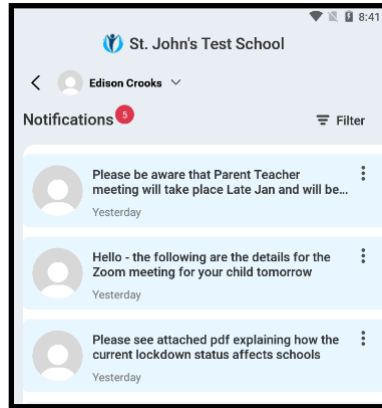 8:41
St. John's Test School
Edison Crooks
Notifications 5
Filter
Please be aware that Parent Teacher
meeting will take place Late Jan and will be...
Yesterday
Hello - the following are the details for the
Zoom meeting for your child tomorrow
Yesterday
Please see attached pdf explaining how the
current lockdown status affects schools
Yesterday